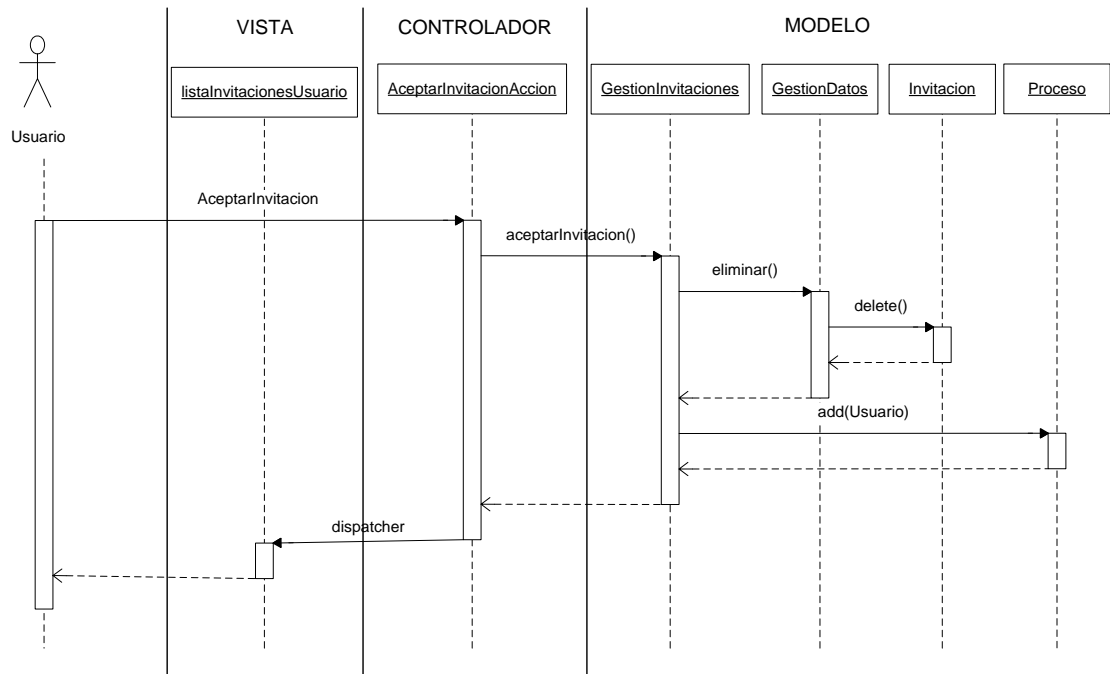 VISTA
CONTROLADOR
MODELO
listaInvitacionesUsuario
AceptarInvitacionAccion
GestionInvitaciones
GestionDatos
Invitacion
Proceso
Usuario
AceptarInvitacion
aceptarInvitacion()
eliminar()
delete()
add(Usuario)
dispatcher